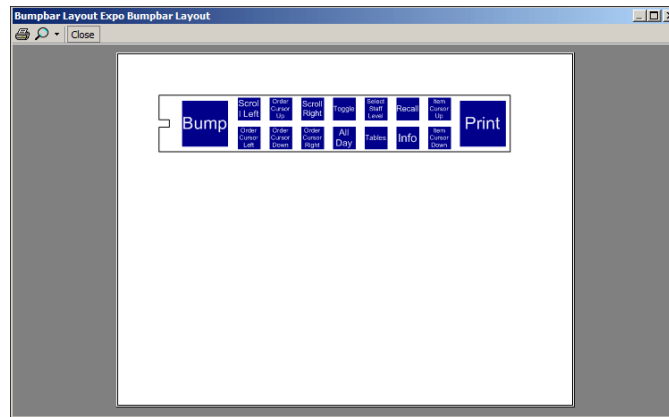 Bumpbar Layout Expo Bumpbar Layout
Close
Bump
Scrol
l Left
Order
Cursor
Up
Scroll
Right
Toggle
Select
Staff
Level
Recall
Item
Cursor
Up
Print
Order
Cursor
Left
Order
Cursor
Down
Order
Cursor
Right
All
Day
Tables
Info
Item
Cursor
Down